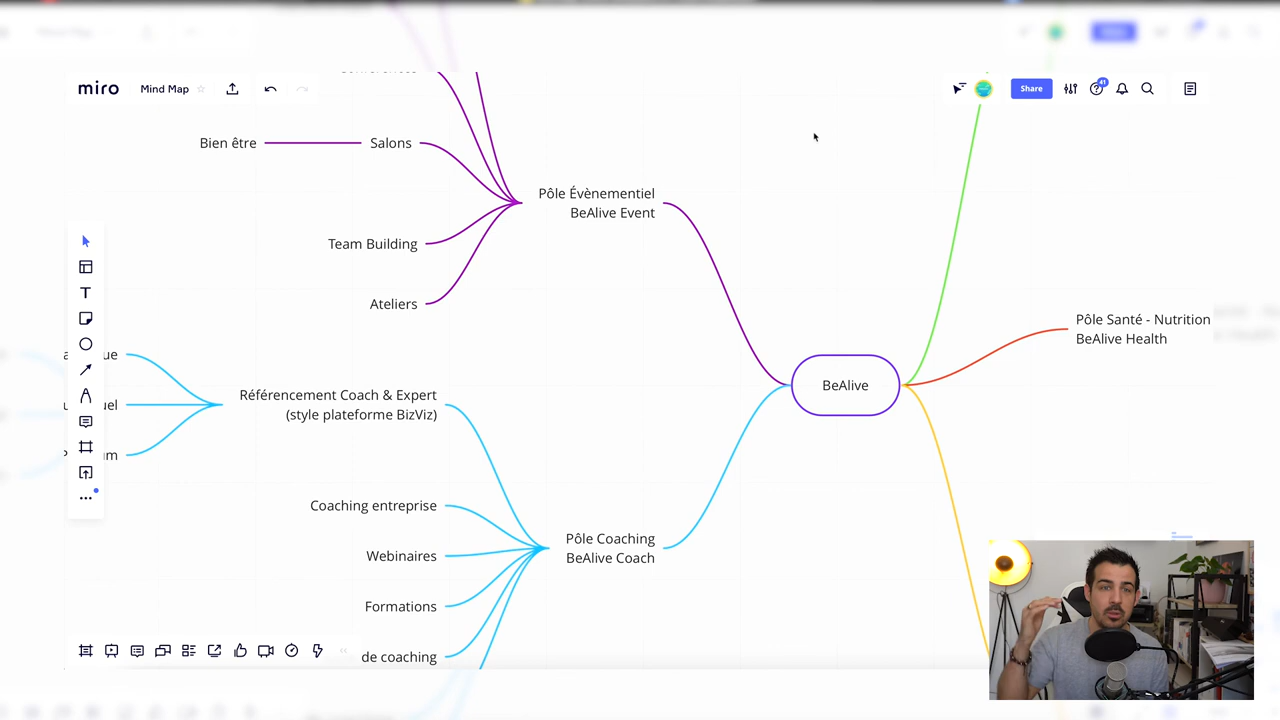 miro
Mind Map
Share
41
Bien être
Salons
Pôle Évènementiel
BeAlive Event
Team Building
Ateliers
Pôle Santé - Nutrition
BeAlive Health
BeAlive
Référencement Coach & Expert
(style plateforme BizViz)
Coaching entreprise
Pôle Coaching
BeAlive Coach
Webinaires
Formations
de coaching